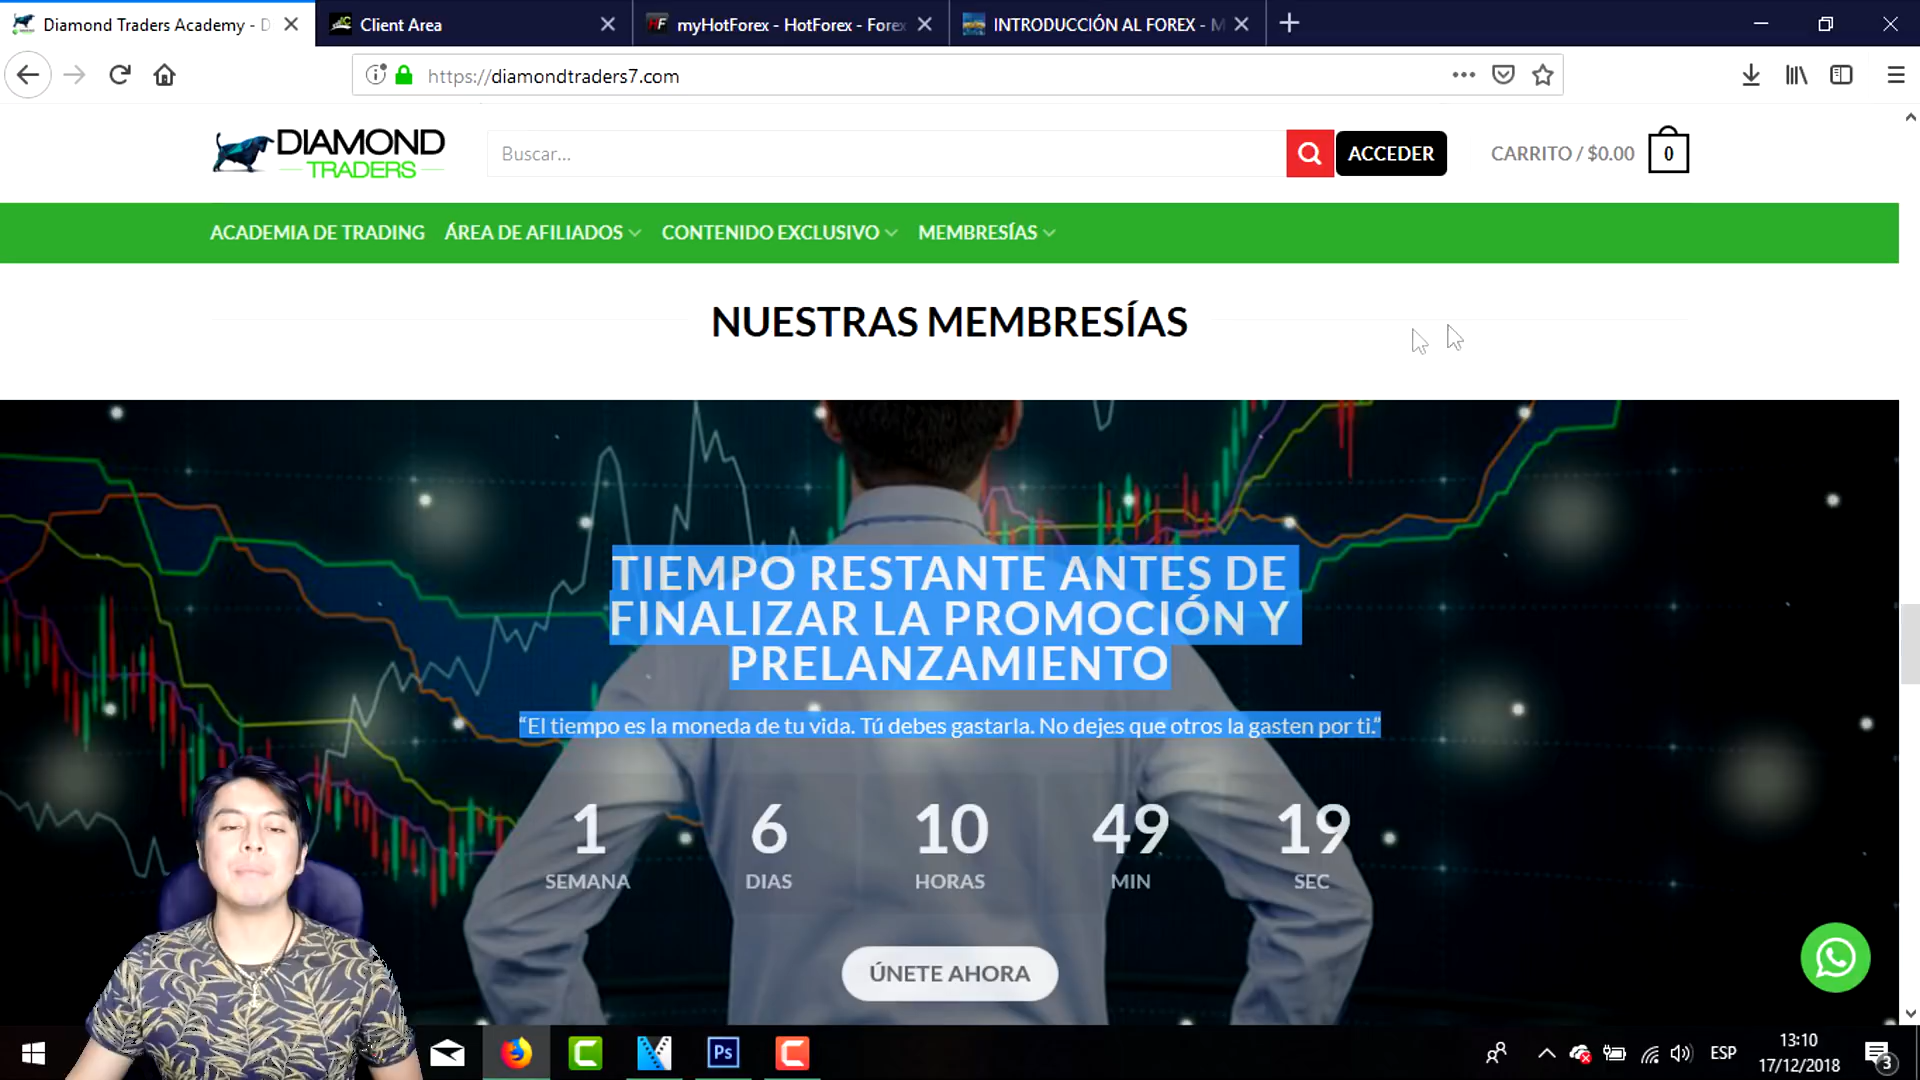 Diamond Traders Academy - D
Client Area
myHotForex - HotForex - Forex
INTRODUCCIÓN AL FOREX - M
https://diamondtraders7.com
DIAMOND
TRADERS
Buscar...
ACCEDER
CARRITO / $0.00
0
ACADEMIA DE TRADING
ÁREA DE AFILIADOS
CONTENIDO EXCLUSIVO
MEMBRESÍAS
NUESTRAS MEMBRESÍAS
TIEMPO RESTANTE ANTES DE
FINALIZAR LA PROMOCIÓN Y
PRELANZAMIENTO
“El tiempo es la moneda de tu vida. Tú debes gastarla. No dejes que otros la gasten por ti.”
1 6 10 49 19
SEMANA DIAS HORAS MIN SEC
ÚNETE AHORA
Ps
ESP
13:10
17/12/2018
3